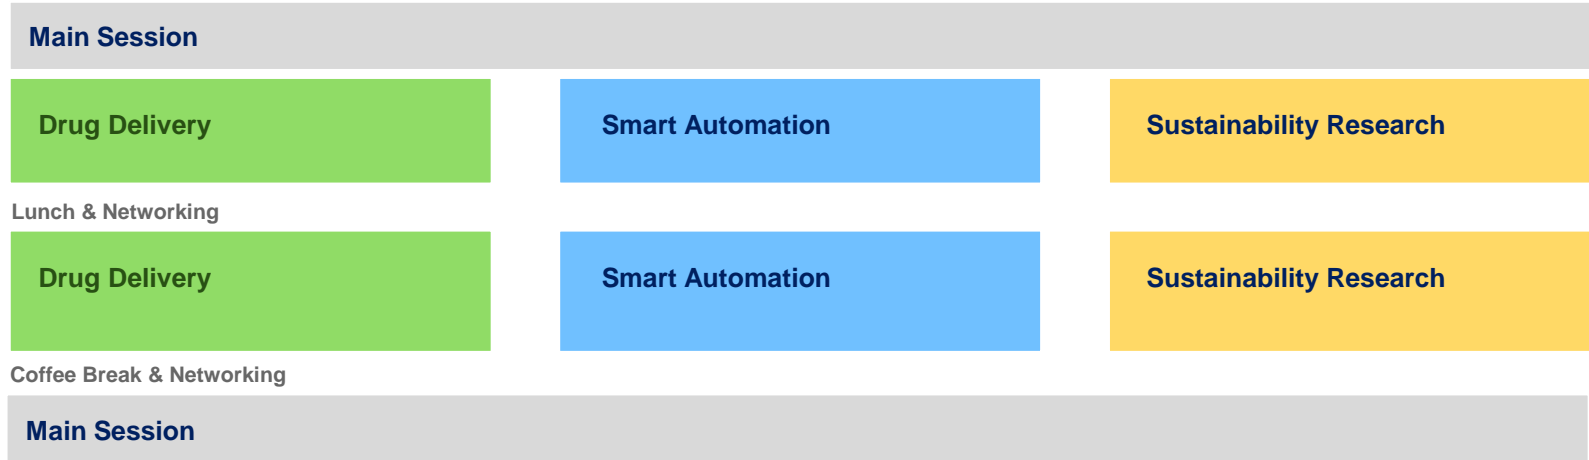 Main Session
Drug Delivery
Smart Automation
Sustainability Research
Lunch & Networking
Drug Delivery
Smart Automation
Sustainability Research
Coffee Break & Networking
Main Session